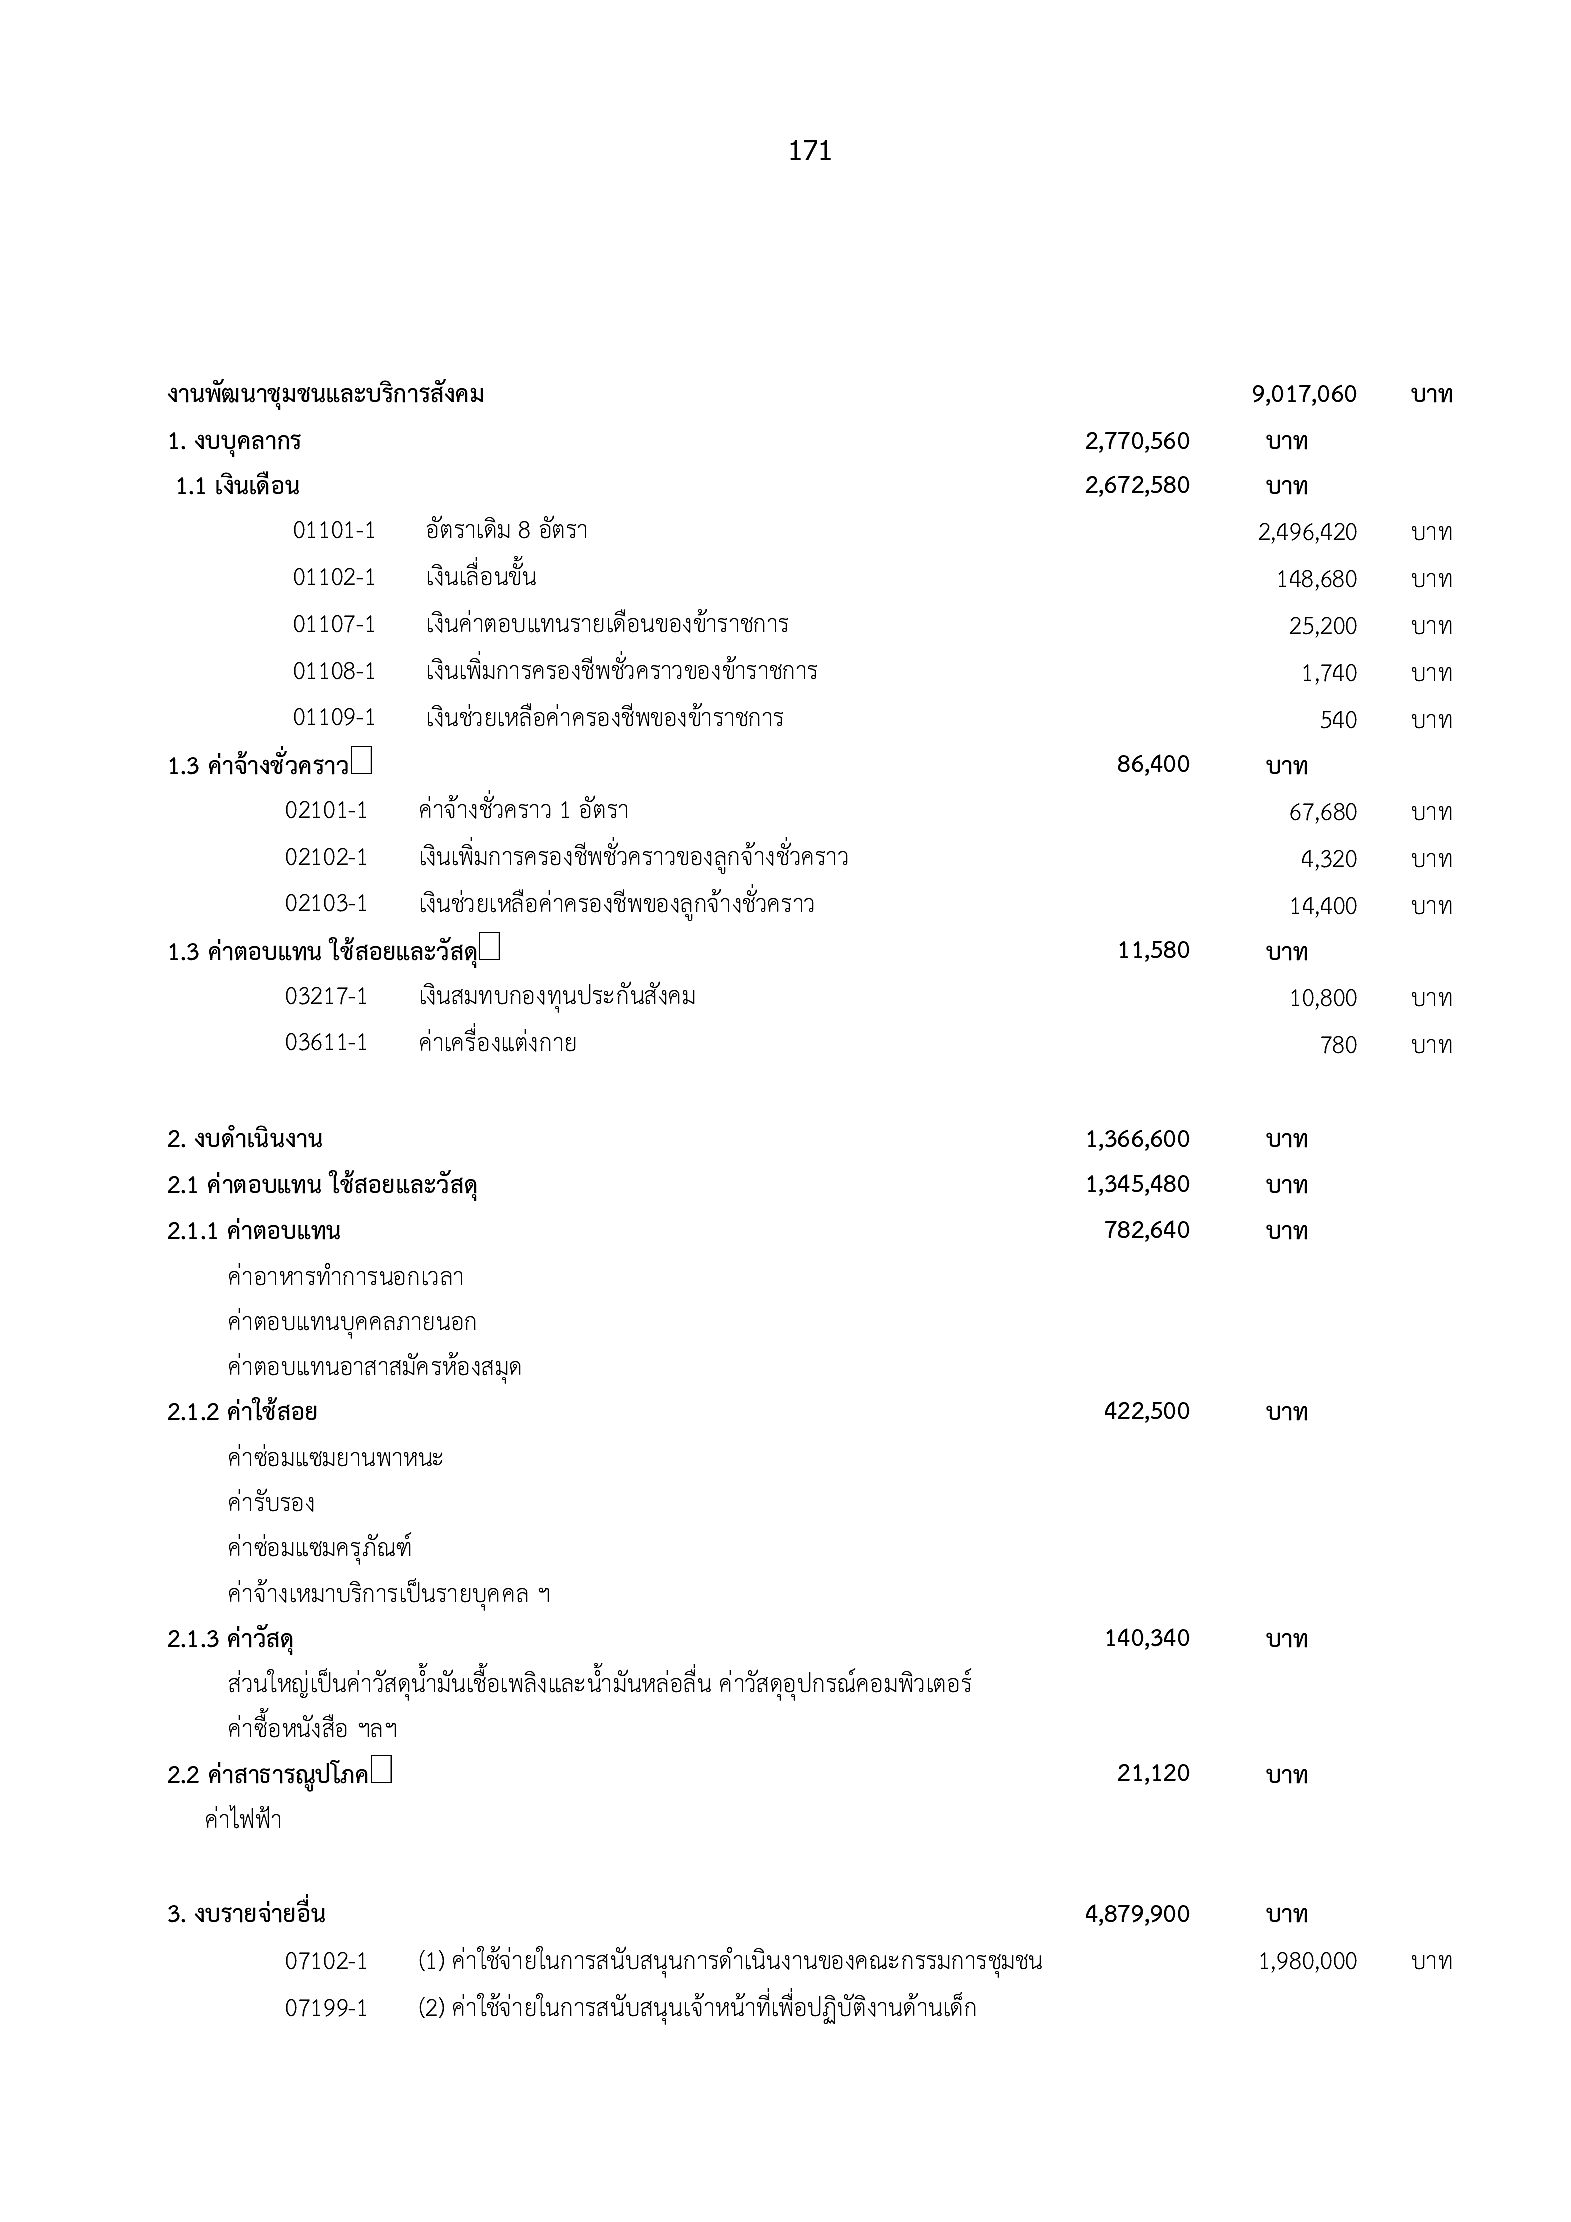 171
งานพัฒนาชุมชนและบริการสังคม 9,017,060 บาท
1. งบบุคลากร 2,770,560 บาท
1.1 เงินเดือน 2,672,580 บาท
01101-1 อัตราเดิม 8 อัตรา 2,496,420 บาท
01102-1 เงินเลื่อนขั้น 148,680 บาท
01107-1 เงินค่าตอบแทนรายเดือนของข้าราชการ 25,200 บาท
01108-1 เงินเพิ่มการครองชีพชั่วคราวของข้าราชการ 1,740 บาท
01109-1 เงินช่วยเหลือค่าครองชีพของข้าราชการ 540 บาท
1.3 ค่าจ้างชั่วคราว 86,400 บาท
02101-1 ค่าจ้างชั่วคราว 1 อัตรา 67,680 บาท
02102-1 เงินเพิ่มการครองชีพชั่วคราวของลูกจ้างชั่วคราว 4,320 บาท
02103-1 เงินช่วยเหลือค่าครองชีพของลูกจ้างชั่วคราว 14,400 บาท
1.3 ค่าตอบแทน ใช้สอยและวัสดุ 11,580 บาท
03217-1 เงินสมทบกองทุนประกันสังคม 10,800 บาท
03611-1 ค่าเครื่องแต่งกาย 780 บาท
2. งบดำเนินงาน 1,366,600 บาท
2.1 ค่าตอบแทน ใช้สอยและวัสดุ 1,345,480 บาท
2.1.1 ค่าตอบแทน 782,640 บาท
ค่าอาหารทำการนอกเวลา
ค่าตอบแทนบุคคลภายนอก
ค่าตอบแทนอาสาสมัครห้องสมุด
2.1.2 ค่าใช้สอย 422,500 บาท
ค่าซ่อมแซมยานพาหนะ
ค่ารับรอง
ค่าซ่อมแซมครุภัณฑ์
ค่าจ้างเหมาบริการเป็นรายบุคคล ฯ
2.1.3 ค่าวัสดุ 140,340 บาท
ส่วนใหญ่เป็นค่าวัสดุน้ำมันเชื้อเพลิงและน้ำมันหล่อลื่น ค่าวัสดุอุปกรณ์คอมพิวเตอร์
ค่าซื้อหนังสือ ฯลฯ
2.2 ค่าสาธารณูปโภค 21,120 บาท
ค่าไฟฟ้า
3. งบรายจ่ายอื่น 4,879,900 บาท
07102-1 (1) ค่าใช้จ่ายในการสนับสนุนการดำเนินงานของคณะกรรมการชุมชน 1,980,000 บาท
07199-1 (2) ค่าใช้จ่ายในการสนับสนุนเจ้าหน้าที่เพื่อปฏิบัติงานด้านเด็ก